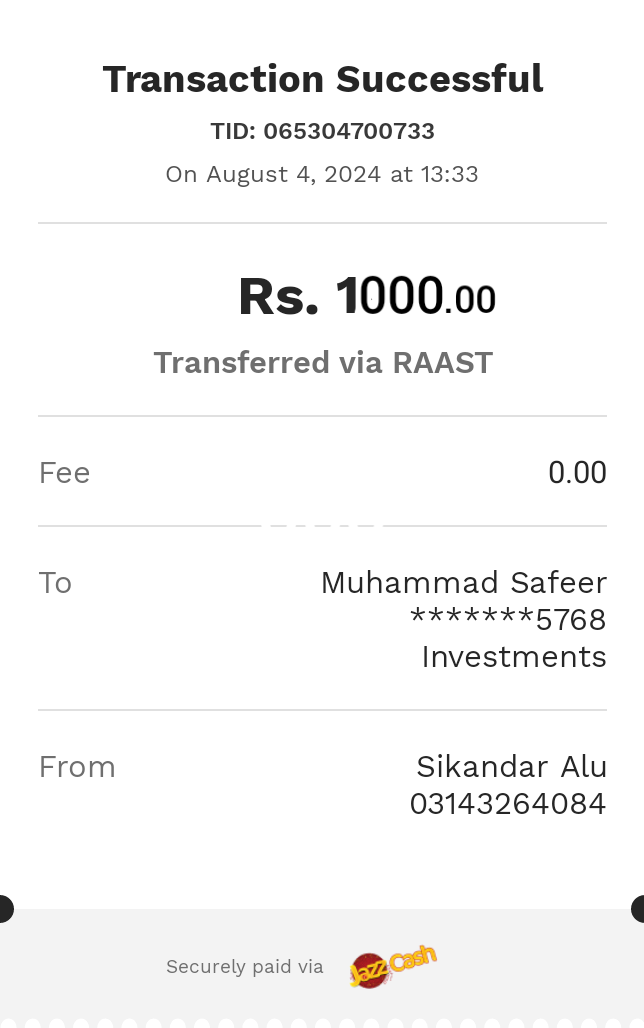 Transaction Successful
TID: 065304700733
On August 4, 2024 at 13:33
Rs. 1000.00
Transferred via RAAST
Fee 0.00
To Muhammad Safeer
*******5768
Investments
From Sikandar Alu
03143264084
Securely paid via JazzCash